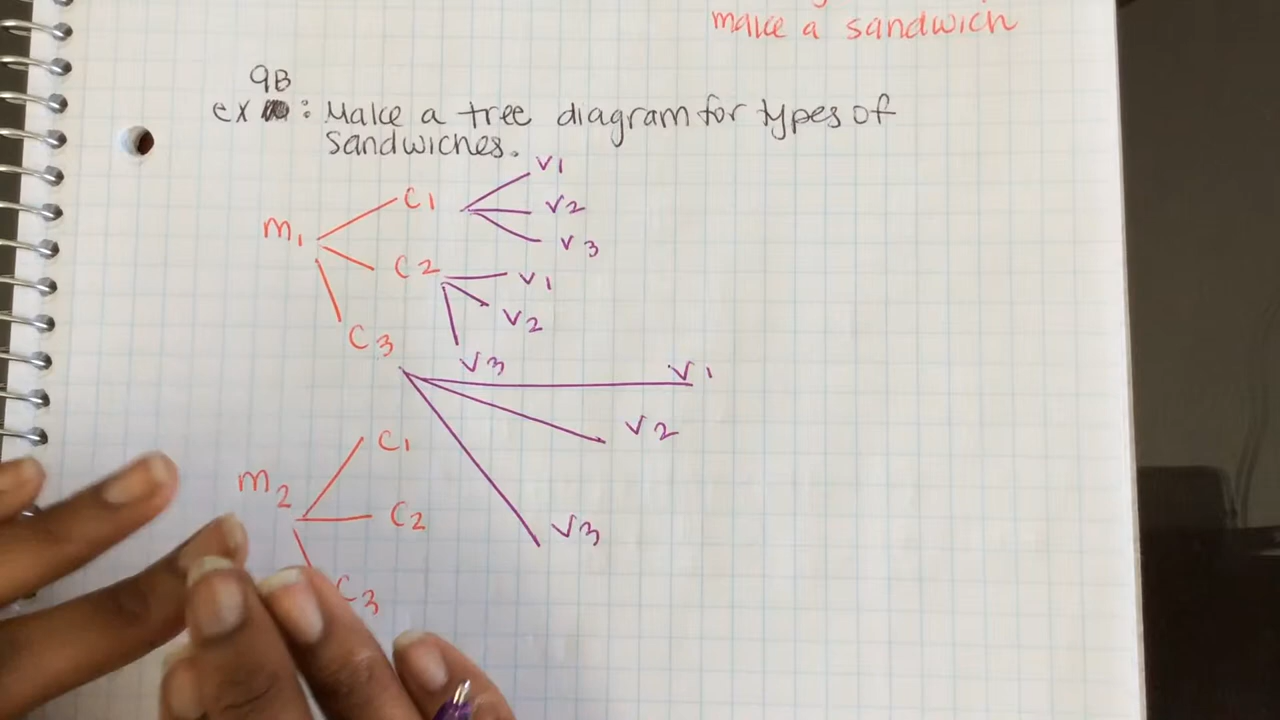 make a sandwich
9B
ex : Make a tree diagram for types of
sandwiches.
V1
C1
V2
m1
V3
C2
V1
V2
C3
V3
V1
V2
C1
m2
C2
V3
C3